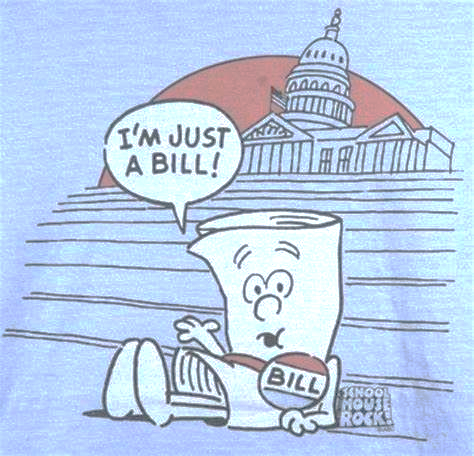 I'M JUST
A BILL!
BILL
SCHOOL
HOUSE
ROCK!